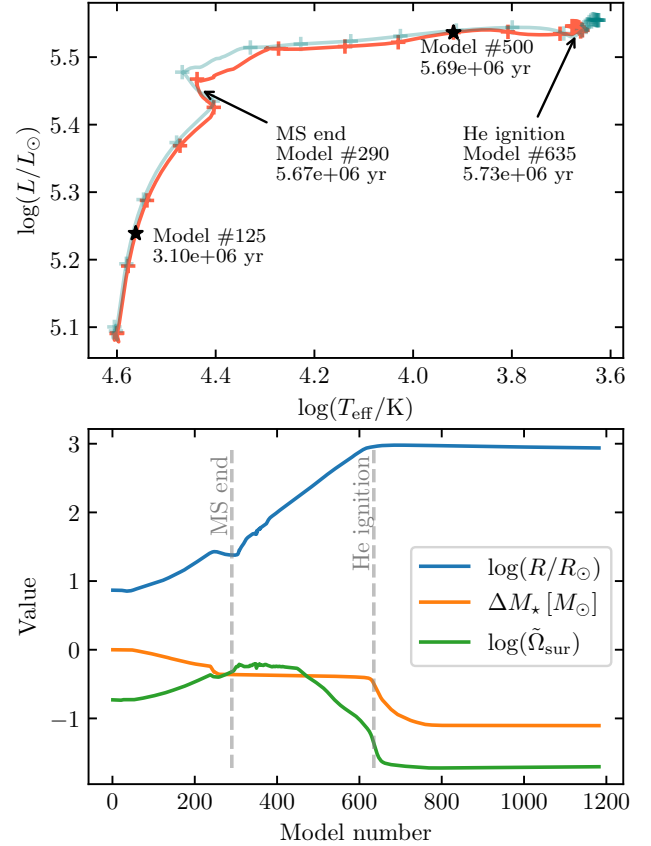 5.5
5.4
5.3
5.2
5.1
log(L/L☉)
Model #500
5.69e+06 yr
MS end
Model #290
5.67e+06 yr
He ignition
Model #635
5.73e+06 yr
Model #125
3.10e+06 yr
4.6 4.4 4.2 4.0 3.8 3.6
log(T_eff/K)
3
2
1
0
−1
Value
MS end
He ignition
log(R/R☉)
ΔM⋆ [M☉]
log(Ω̃_sur)
0 200 400 600 800 1000 1200
Model number